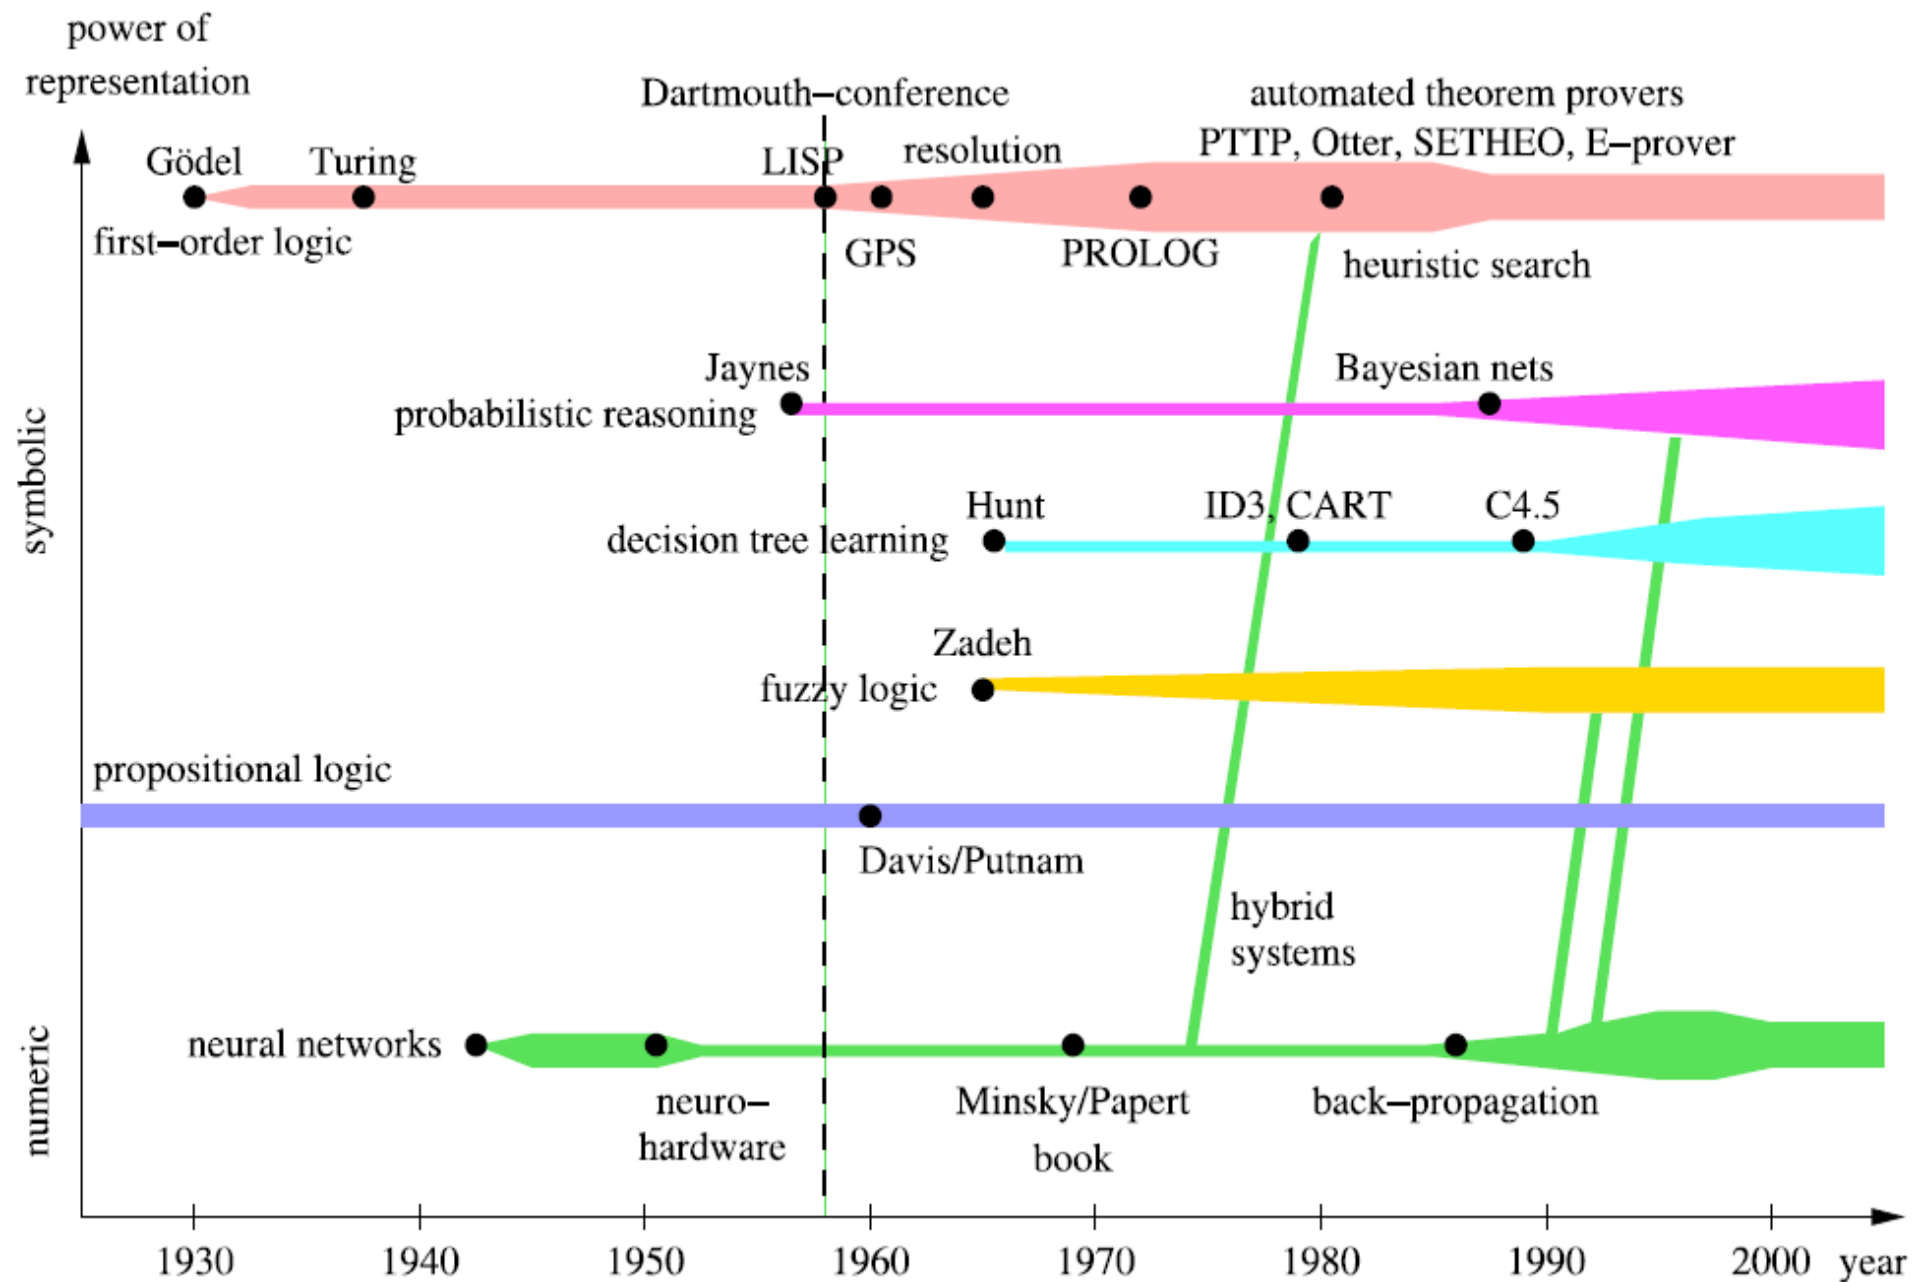 power of
representation
Dartmouth–conference
automated theorem provers
PTTP, Otter, SETHEO, E–prover
Gödel
Turing
LISP
resolution
first–order logic
GPS
PROLOG
heuristic search
Jaynes
Bayesian nets
probabilistic reasoning
symbolic
Hunt
ID3, CART
C4.5
decision tree learning
Zadeh
fuzzy logic
propositional logic
Davis/Putnam
hybrid
systems
numeric
neural networks
neuro–
hardware
Minsky/Papert
book
back–propagation
1930 1940 1950 1960 1970 1980 1990 2000 year